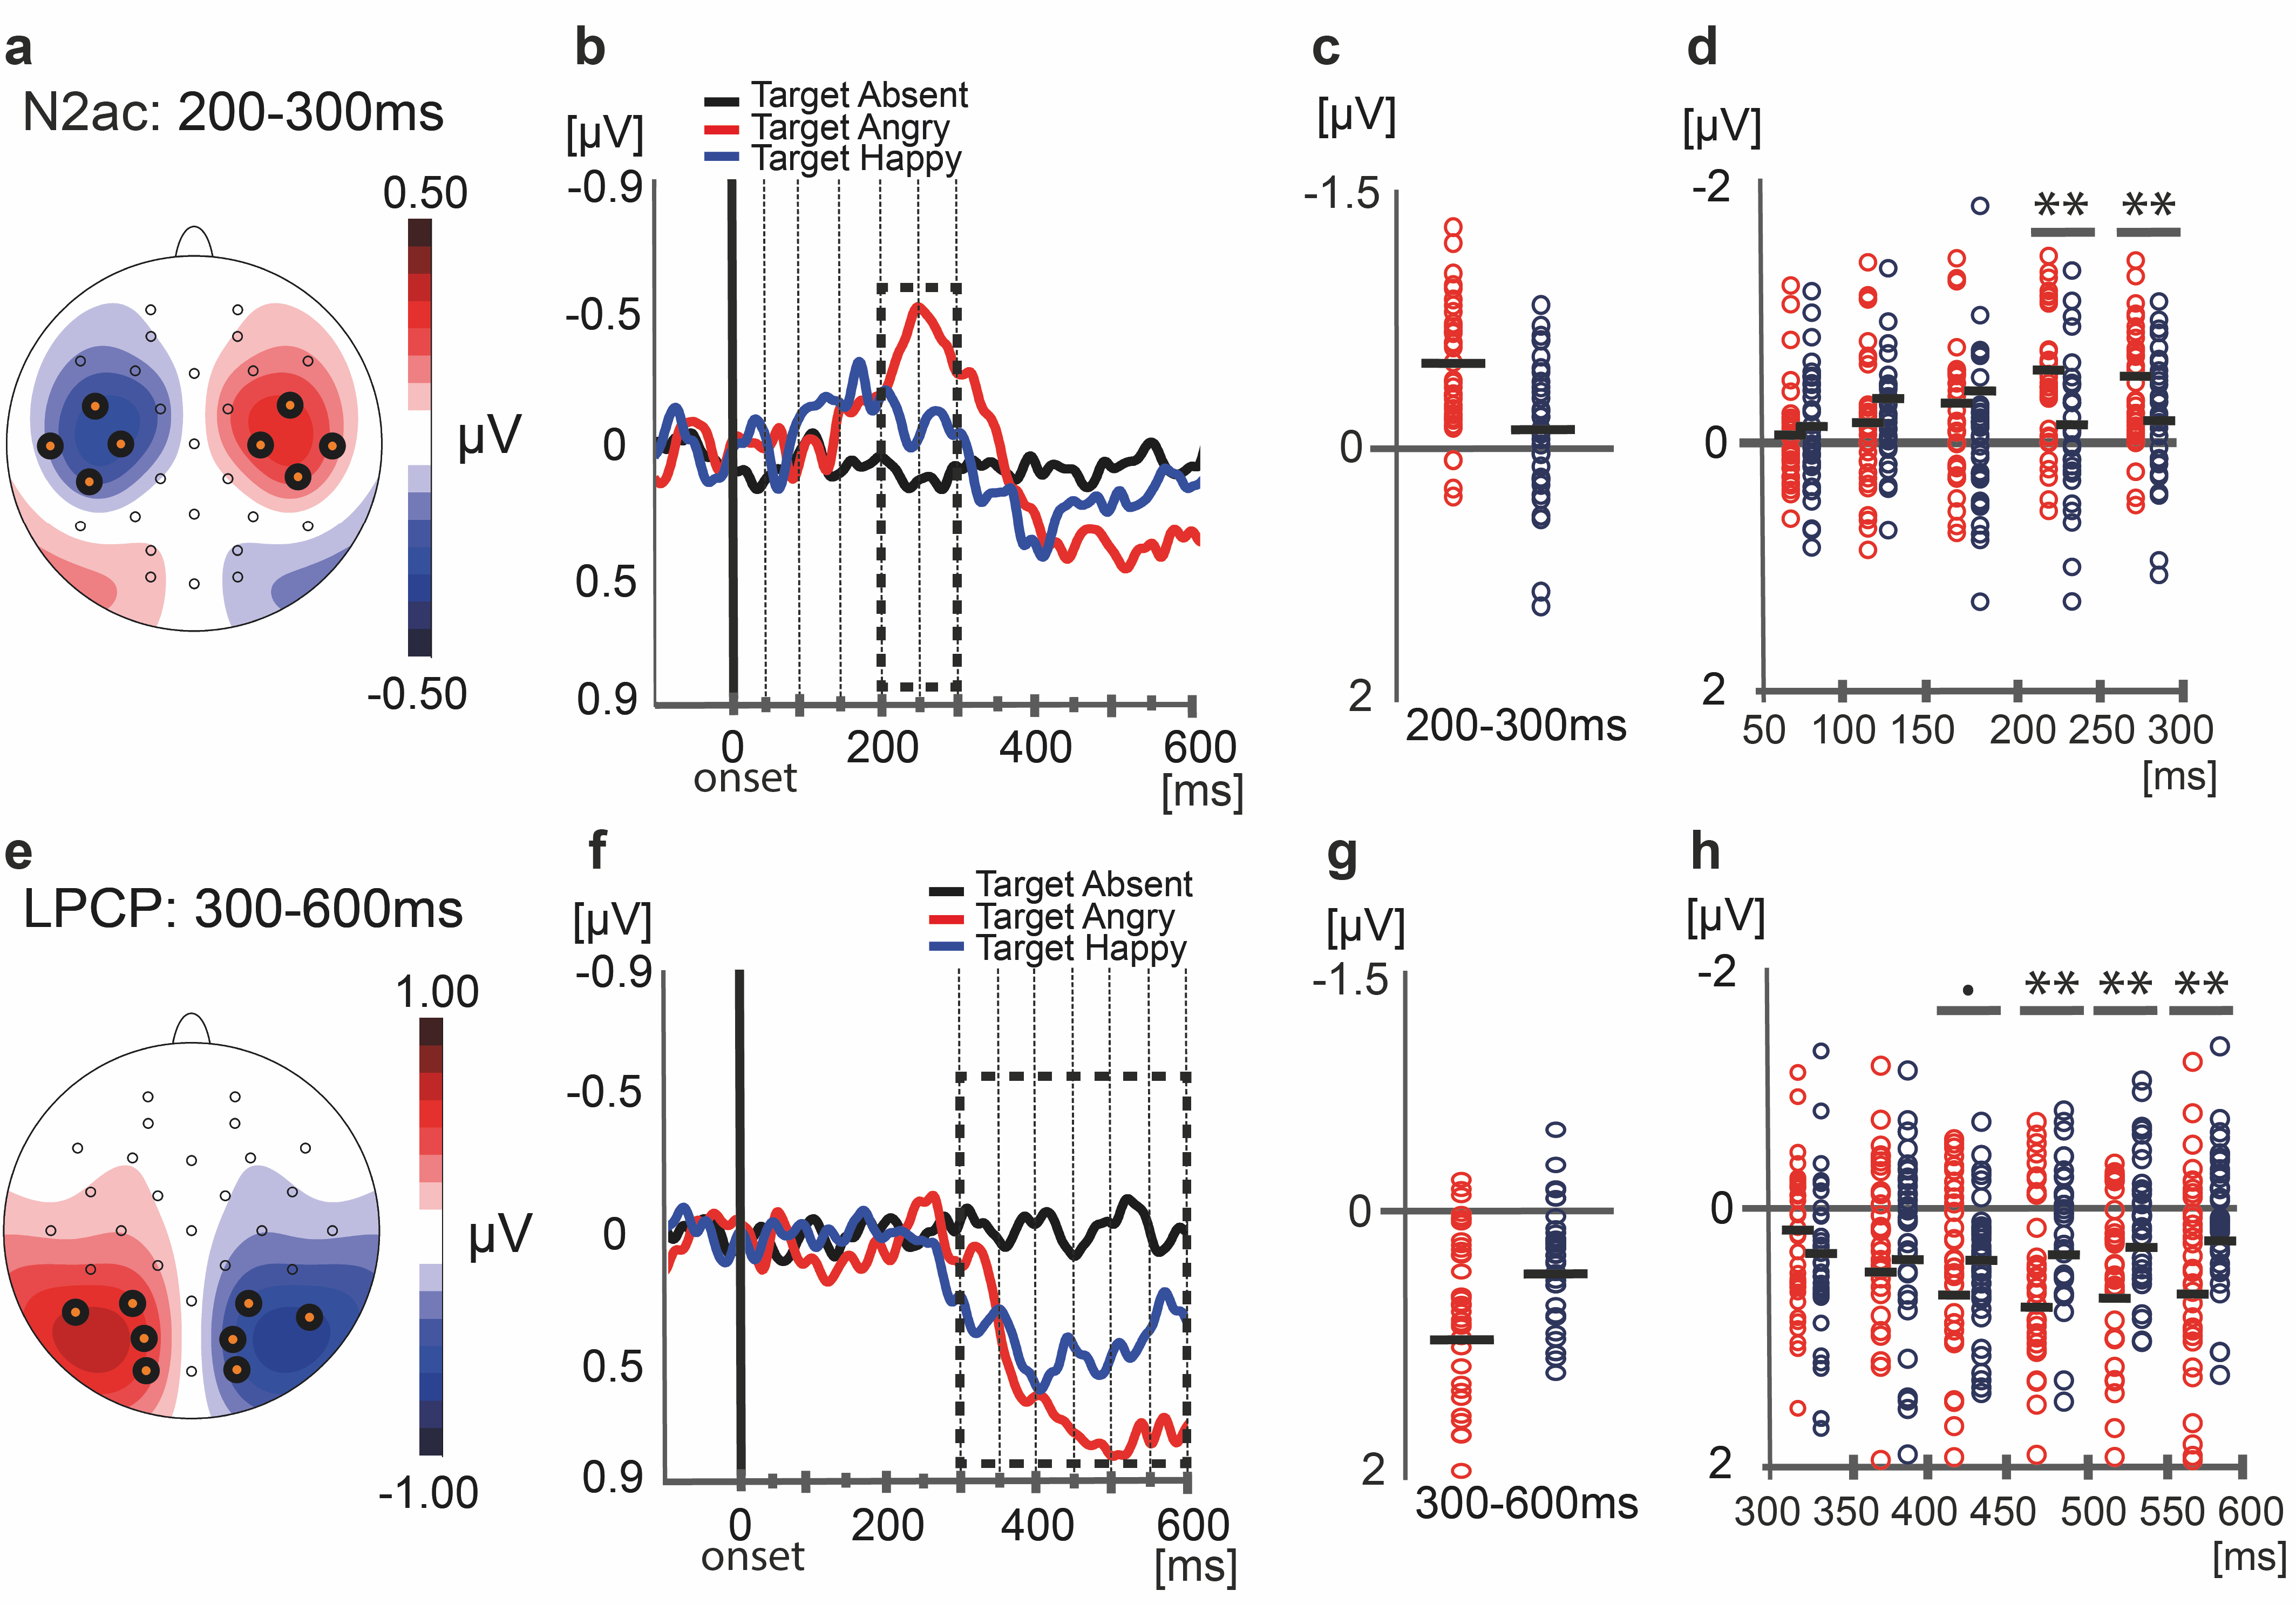 a
N2ac: 200-300ms
0.50
µV
-0.50
b
[µV]
Target Absent
Target Angry
Target Happy
-0.9
-0.5
0
0.5
0.9
0 200 400 600
onset
[ms]
c
[µV]
-1.5
0
2
200-300ms
d
[µV]
-2
** **
0
2
50 100 150 200 250 300
[ms]
e
LPCP: 300-600ms
1.00
µV
-1.00
f
[µV]
Target Absent
Target Angry
Target Happy
-0.9
-0.5
0
0.5
0.9
0 200 400 600
onset
[ms]
g
[µV]
-1.5
0
2
300-600ms
h
[µV]
-2
. ** ** **
0
2
300 350 400 450 500 550 600
[ms]